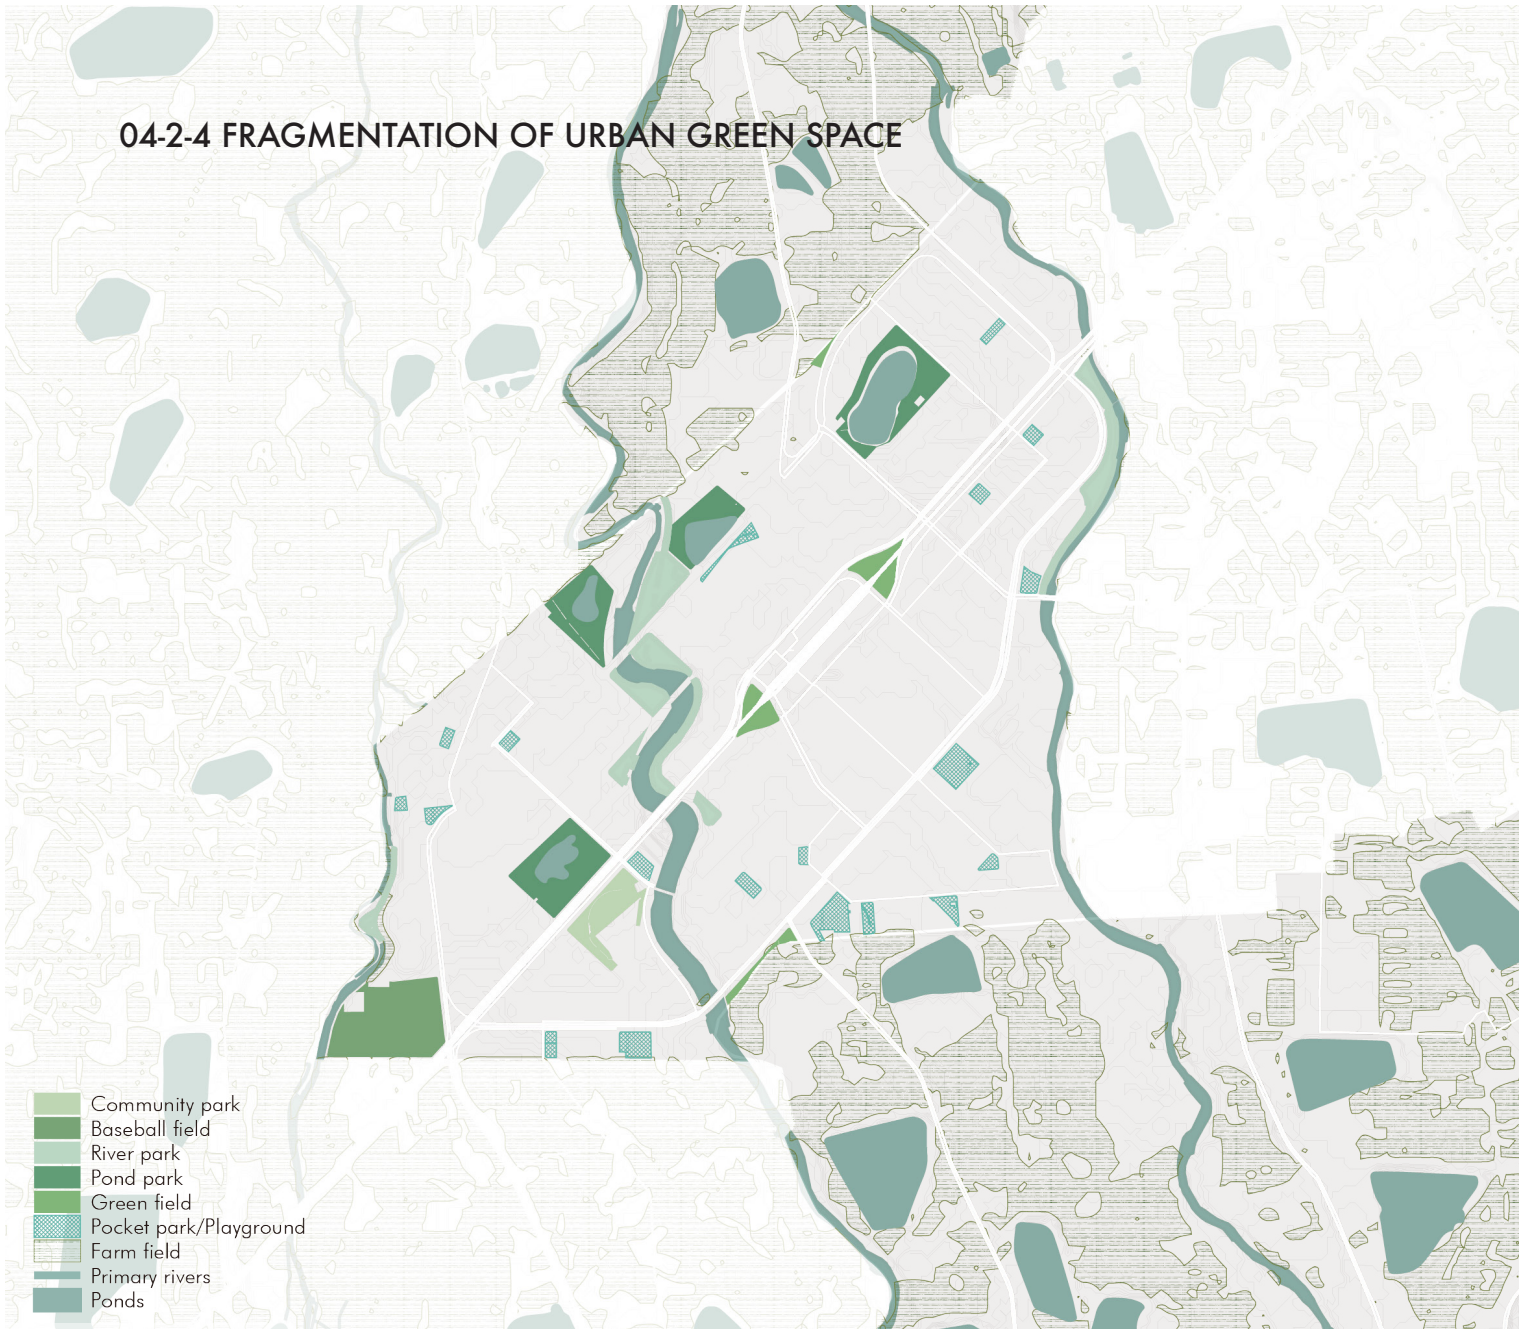 04-2-4 FRAGMENTATION OF URBAN GREEN SPACE
Community park
Baseball field
River park
Pond park
Green field
Pocket park/Playground
Farm field
Primary rivers
Ponds